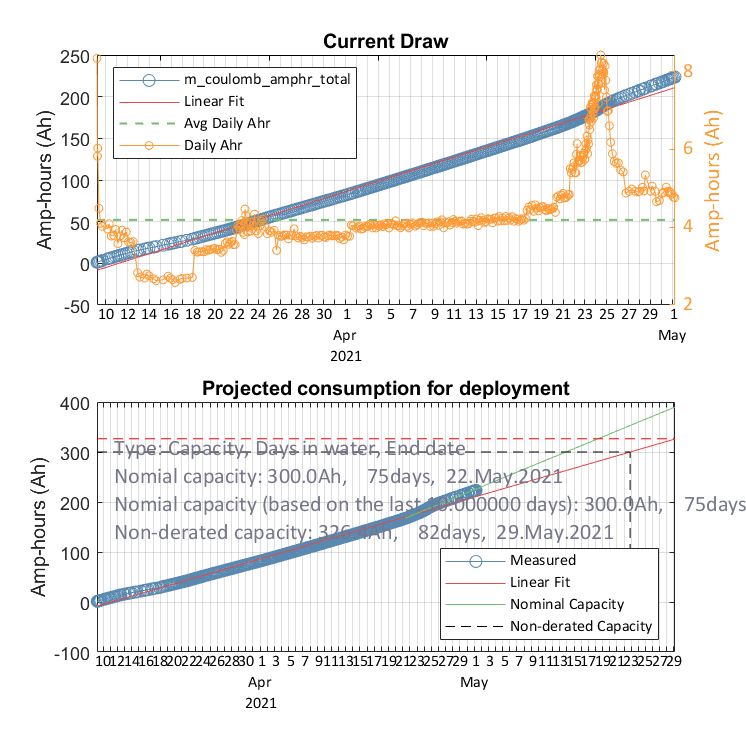 Current Draw
250
200
150
100
50
0
-50
8
6
4
2
Amp-hours (Ah)
Amp-hours (Ah)
m_coulomb_amphr_total
Linear Fit
Avg Daily Ahr
Daily Ahr
10 12 14 16 18 20 22 24 26 28 30 1 3 5 7 9 11 13 15 17 19 21 23 25 27 29 1
Apr May
2021
Projected consumption for deployment
400
300
200
100
0
-100
Amp-hours (Ah)
Type: Capacity, Days in water, End date
Nomial capacity: 300.0Ah, 75days, 22.May.2021
Nomial capacity (based on the last 000000 days): 300.0Ah, 75days
Non-derated capacity: Ah, 82days, 29.May.2021
Measured
Linear Fit
Nominal Capacity
Non-derated Capacity
10 12 14 16 18 20 22 24 26 28 30 1 3 5 7 9 11 13 15 17 19 21 23 25 27 29 1 3 5 7 9 11 13 15 17 19 21 23 25 27 29
Apr May
2021